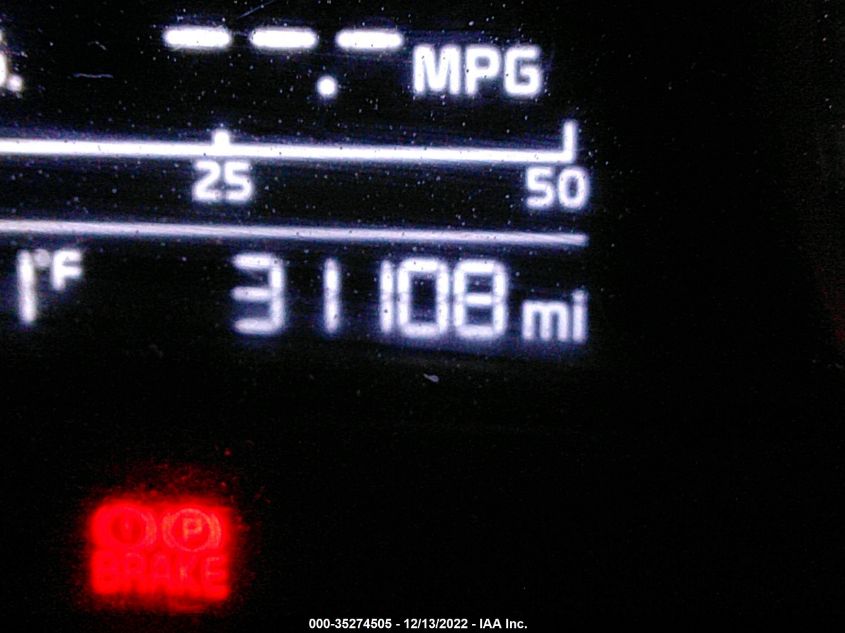 --.- MPG
25 50
1°F 31108 mi
P
BRAKE
000-35274505 - 12/13/2022 - IAA Inc.